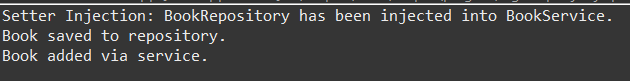 Setter Injection: BookRepository has been injected into BookService.
Book saved to repository.
Book added via service.